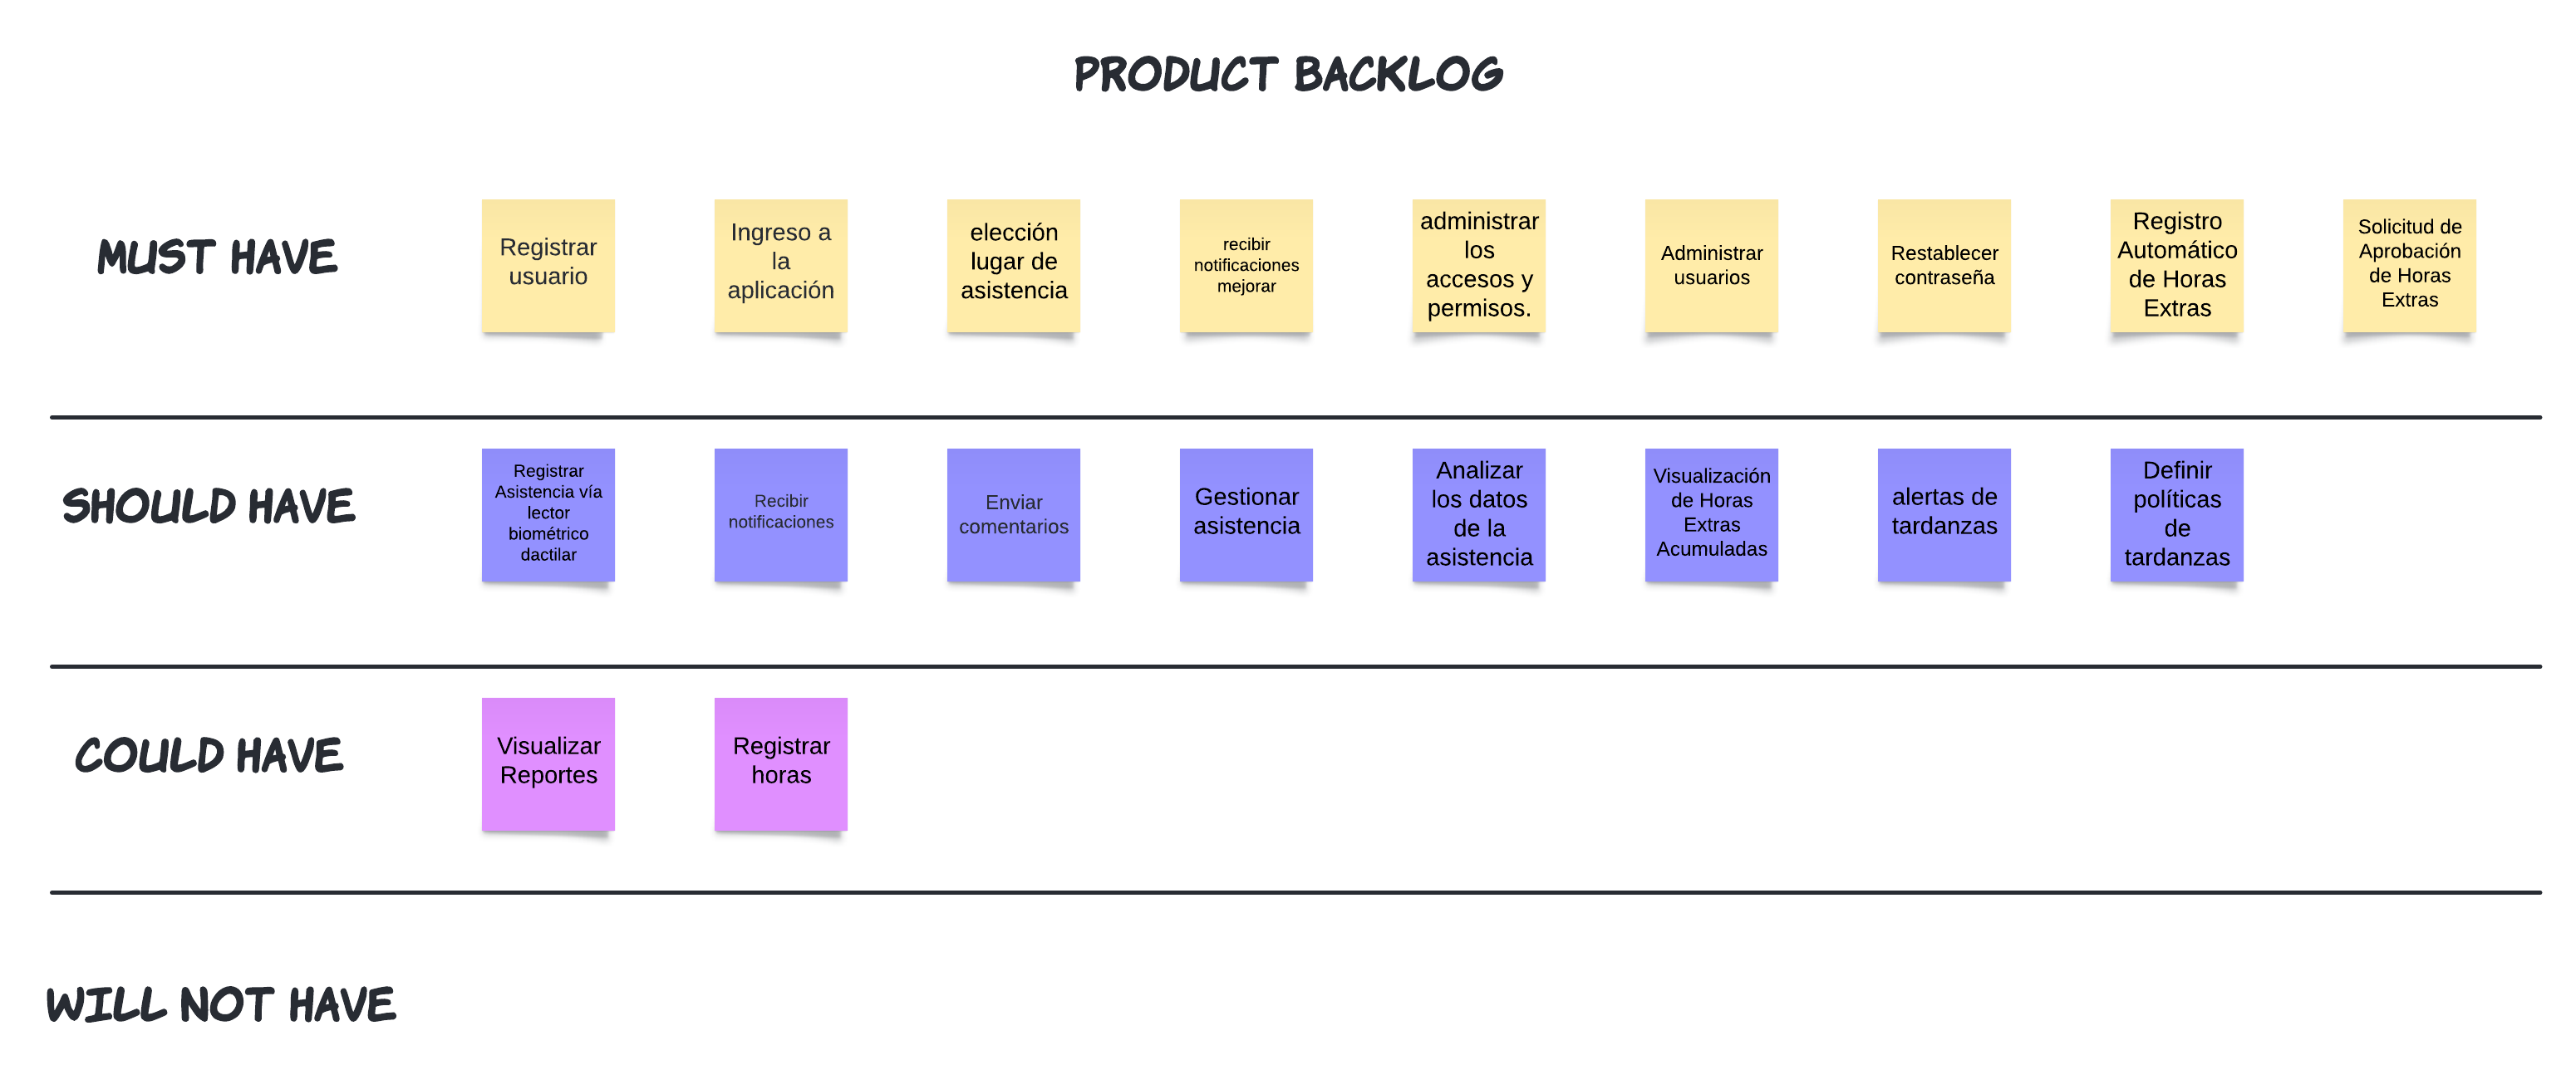 PRODUCT BACKLOG
MUST HAVE
Registrar
usuario
Ingreso a
la
aplicación
elección
lugar de
asistencia
recibir
notificaciones
mejorar
administrar
los
accesos y
permisos.
Administrar
usuarios
Restablecer
contraseña
Registro
Automático
de Horas
Extras
Solicitud de
Aprobación
de Horas
Extras
SHOULD HAVE
Registrar
Asistencia vía
lector
biométrico
dactilar
Recibir
notificaciones
Enviar
comentarios
Gestionar
asistencia
Analizar
los datos
de la
asistencia
Visualización
de Horas
Extras
Acumuladas
alertas de
tardanzas
Definir
políticas
de
tardanzas
COULD HAVE
Visualizar
Reportes
Registrar
horas
WILL NOT HAVE